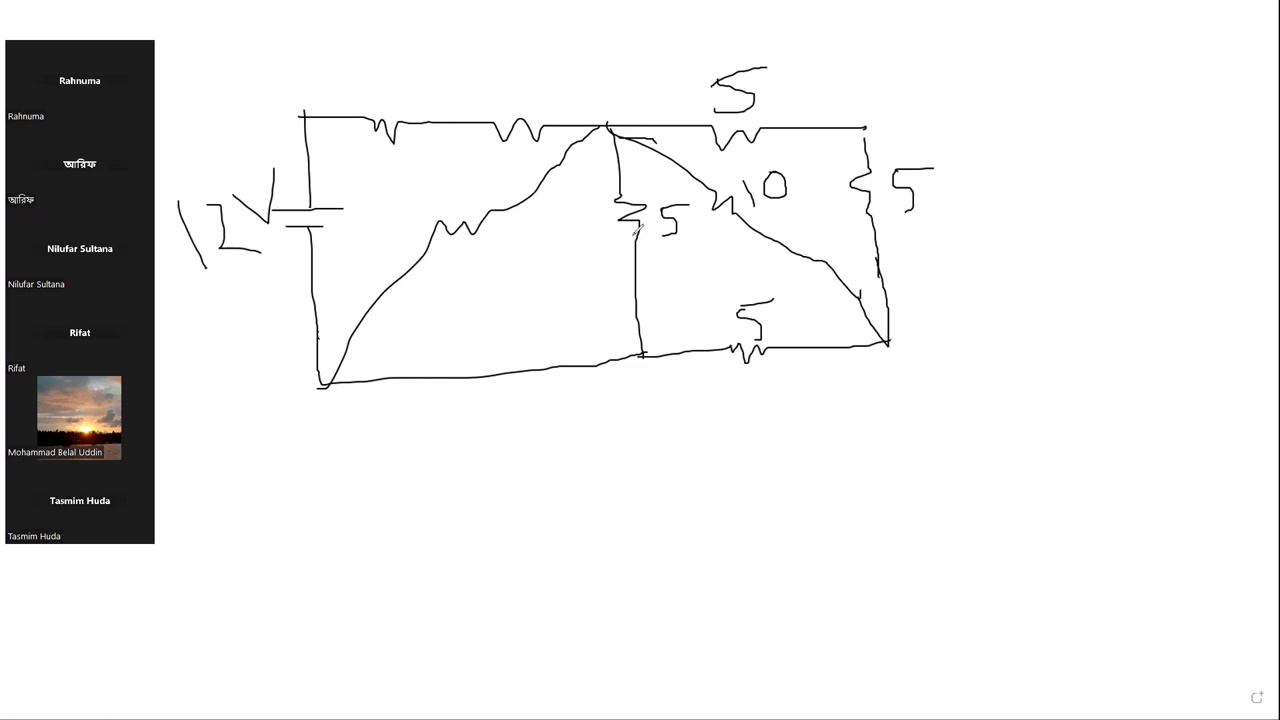 Rahnuma
Rahnuma
আরিফ
আরিফ
Nilufar Sultana
Nilufar Sultana
Rifat
Rifat
Mohammad Belal Uddin
Tasmim Huda
Tasmim Huda
5
12V
10
5
5
5